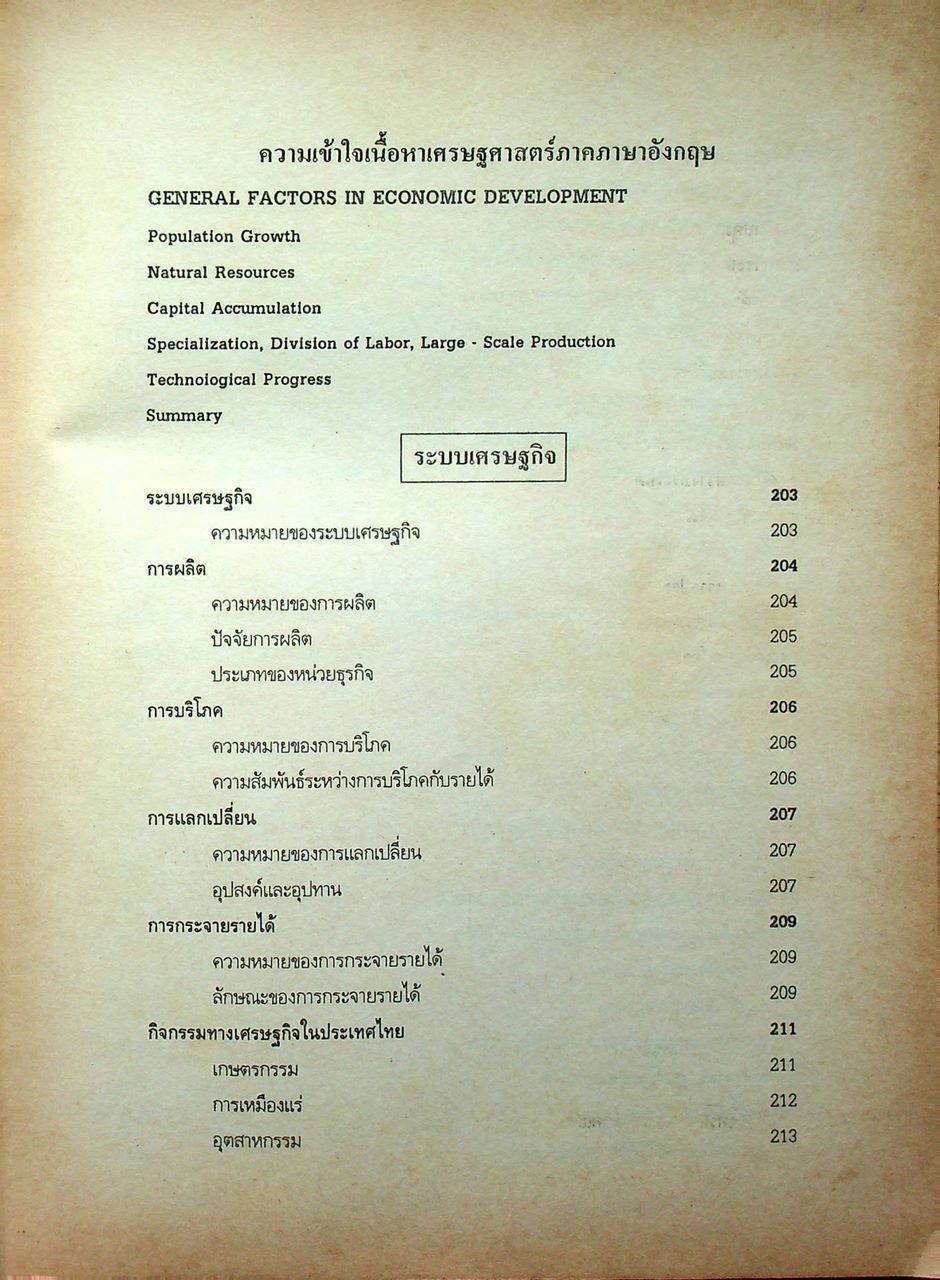 ความเข้าใจเนื้อหาเศรษฐศาสตร์ภาคภาษาอังกฤษ
GENERAL FACTORS IN ECONOMIC DEVELOPMENT
Population Growth
Natural Resources
Capital Accumulation
Specialization, Division of Labor, Large - Scale Production
Technoiogical Progress
Summary
ระบบเศรษฐกิจ
ระบบเศรษฐกิจ 203
ความหมายของระบบเศรษฐกิจ 203
การผลิต 204
ความหมายของการผลิต 204
ปัจจัยการผลิต 205
ประเภทของหน่วยธุรกิจ 205
การบริโภค 206
ความหมายของการบริโภค 206
ความสัมพันธ์ระหว่างการบริโภคกับรายได้ 206
การแลกเปลี่ยน 207
ความหมายของการแลกเปลี่ยน 207
อุปสงค์และอุปทาน 207
การกระจายรายได้ 209
ความหมายของการกระจายรายได้ 209
ลักษณะของการกระจายรายได้ 209
กิจกรรมทางเศรษฐกิจในประเทศไทย 211
เกษตรกรรม 211
การเหมืองแร่ 212
อุตสาหกรรม 213